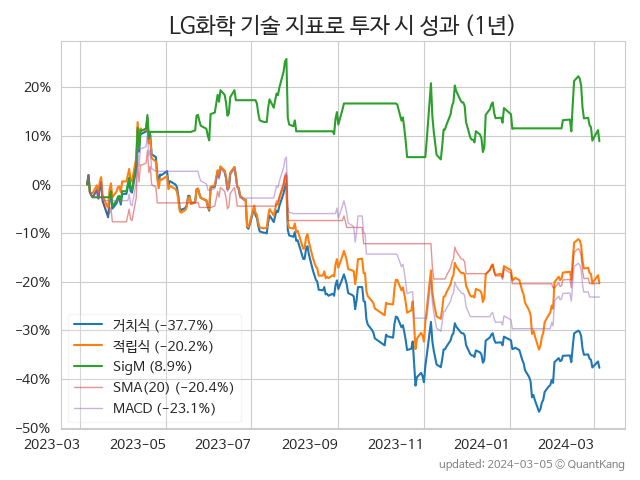 LG화학 기술 지표로 투자 시 성과 (1년)
20%
10%
0%
−10%
−20%
−30%
−40%
−50%
거치식 (−37.7%)
적립식 (−20.2%)
SigM (8.9%)
SMA(20) (−20.4%)
MACD (−23.1%)
2023-03 2023-05 2023-07 2023-09 2023-11 2024-01 2024-03
updated: 2024-03-05 ⓒ QuantKang